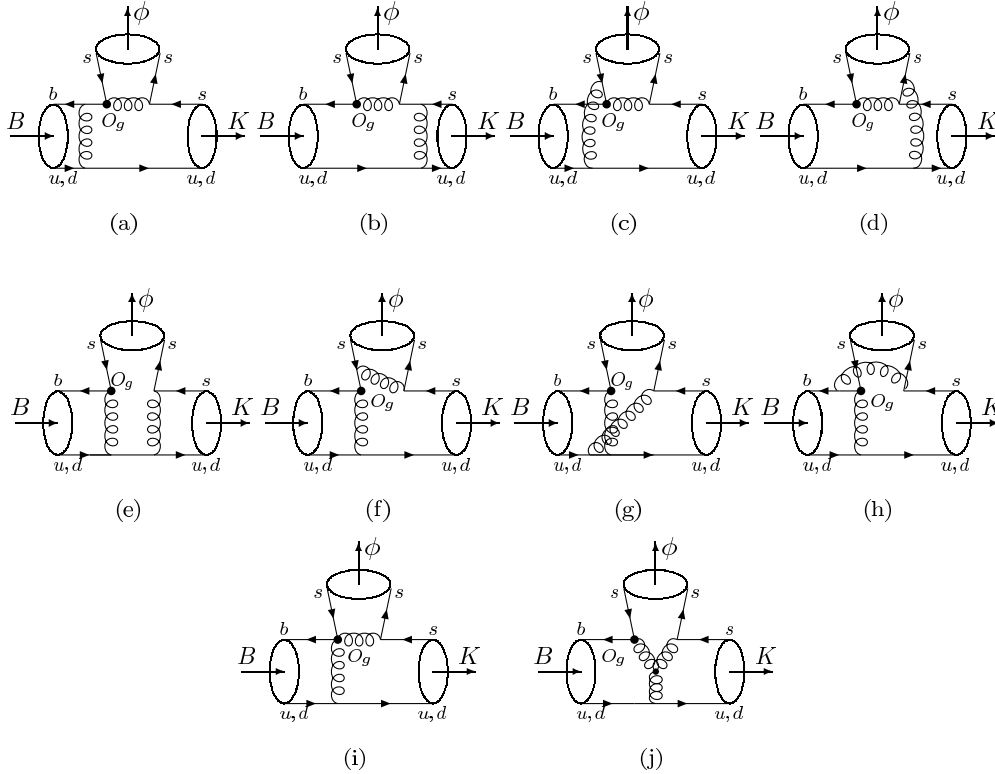 ϕ ϕ ϕ ϕ
s s s s s s s s
b s b s b s b s
B O_g K B O_g K B O_g K B O_g K
u,d u,d u,d u,d u,d u,d u,d u,d
(a) (b) (c) (d)
ϕ ϕ ϕ ϕ
s s s s s s s s
b O_g s b s b O_g s b s
B K B O_g K B K B O_g K
u,d u,d u,d u,d u,d u,d u,d u,d
(e) (f) (g) (h)
ϕ ϕ
s s s s
b s b s
B O_g K B O_g K
u,d u,d u,d u,d
(i) (j)